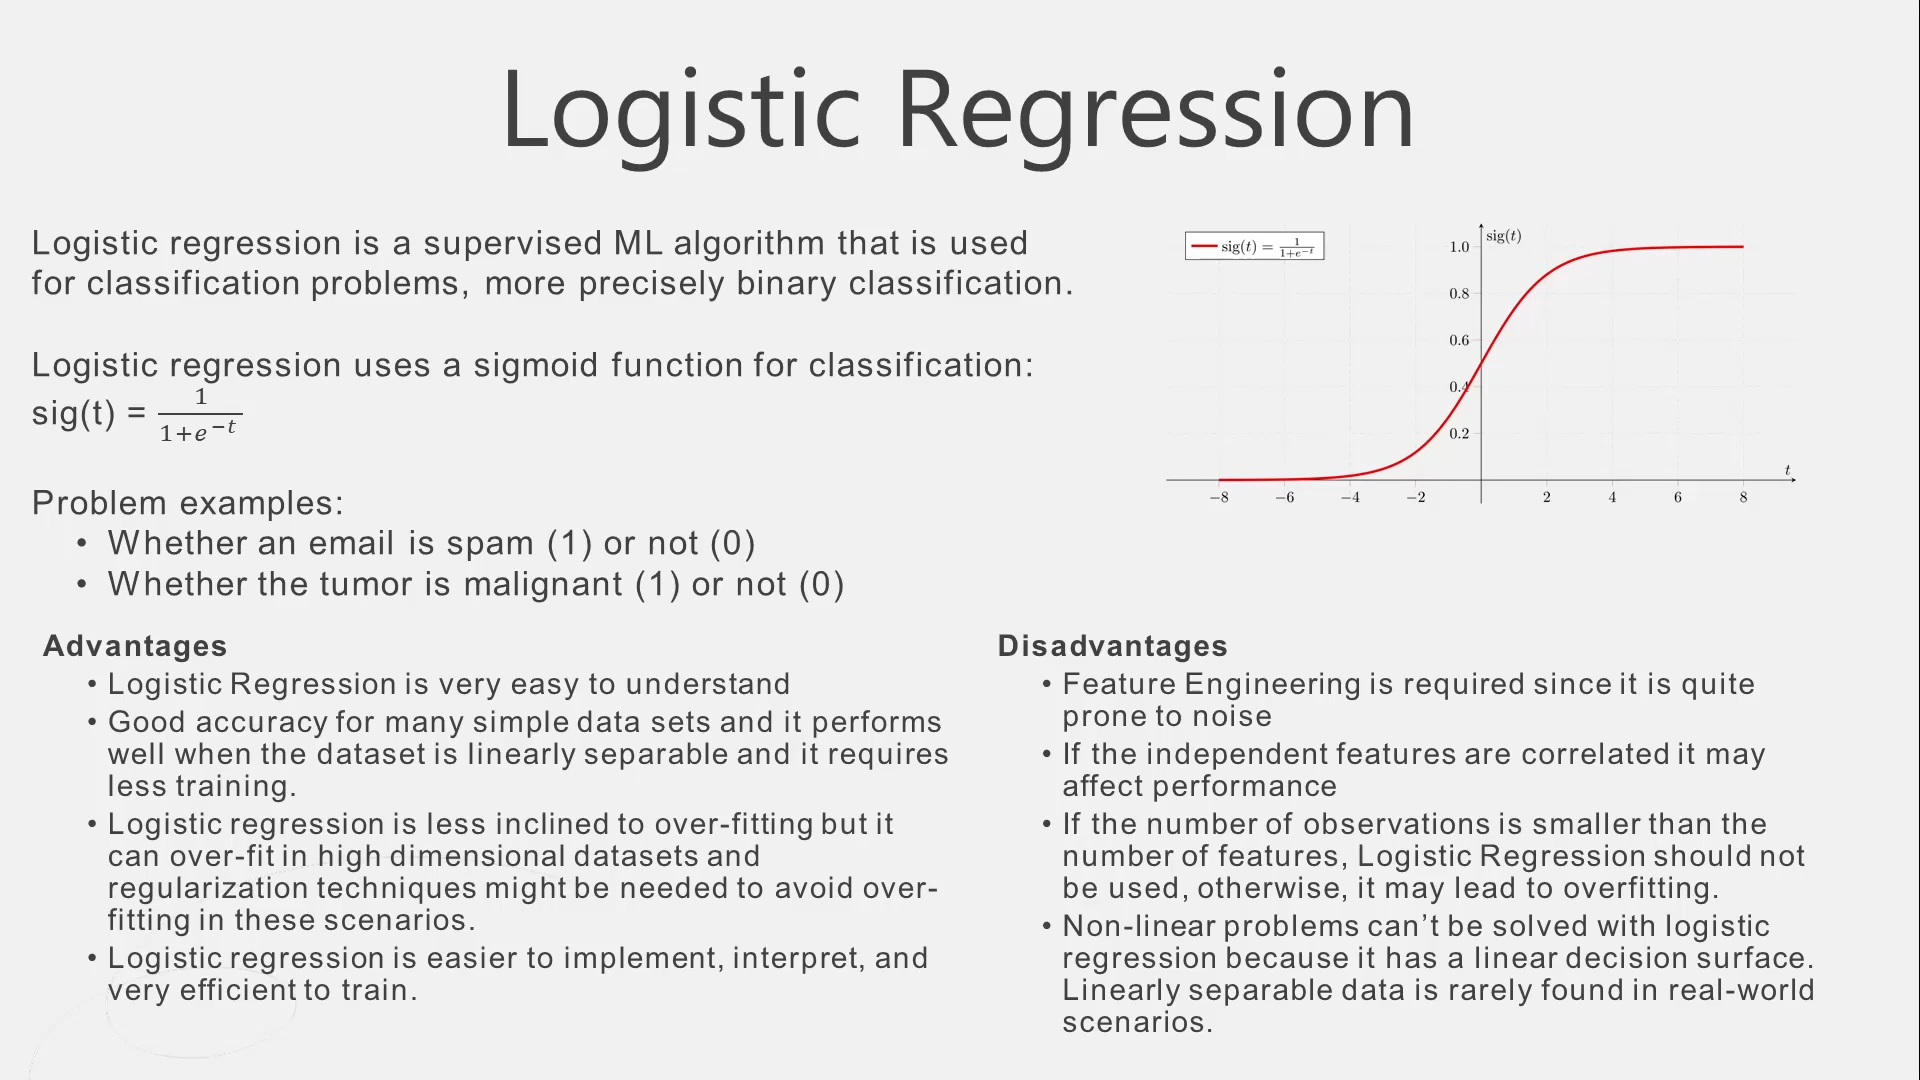 Logistic Regression
Logistic regression is a supervised ML algorithm that is used
for classification problems, more precisely binary classification.
Logistic regression uses a sigmoid function for classification:
sig(t) = 1/(1+e^−t)
Problem examples:
• Whether an email is spam (1) or not (0)
• Whether the tumor is malignant (1) or not (0)
sig(t) = 1/(1+e^−t)
sig(t)
1.0
0.8
0.6
0.4
0.2
t
−8 −6 −4 −2 2 4 6 8
Advantages
• Logistic Regression is very easy to understand
• Good accuracy for many simple data sets and it performs
well when the dataset is linearly separable and it requires
less training.
• Logistic regression is less inclined to over-fitting but it
can over-fit in high dimensional datasets and
regularization techniques might be needed to avoid over-
fitting in these scenarios.
• Logistic regression is easier to implement, interpret, and
very efficient to train.
Disadvantages
• Feature Engineering is required since it is quite
prone to noise
• If the independent features are correlated it may
affect performance
• If the number of observations is smaller than the
number of features, Logistic Regression should not
be used, otherwise, it may lead to overfitting.
• Non-linear problems can’t be solved with logistic
regression because it has a linear decision surface.
Linearly separable data is rarely found in real-world
scenarios.